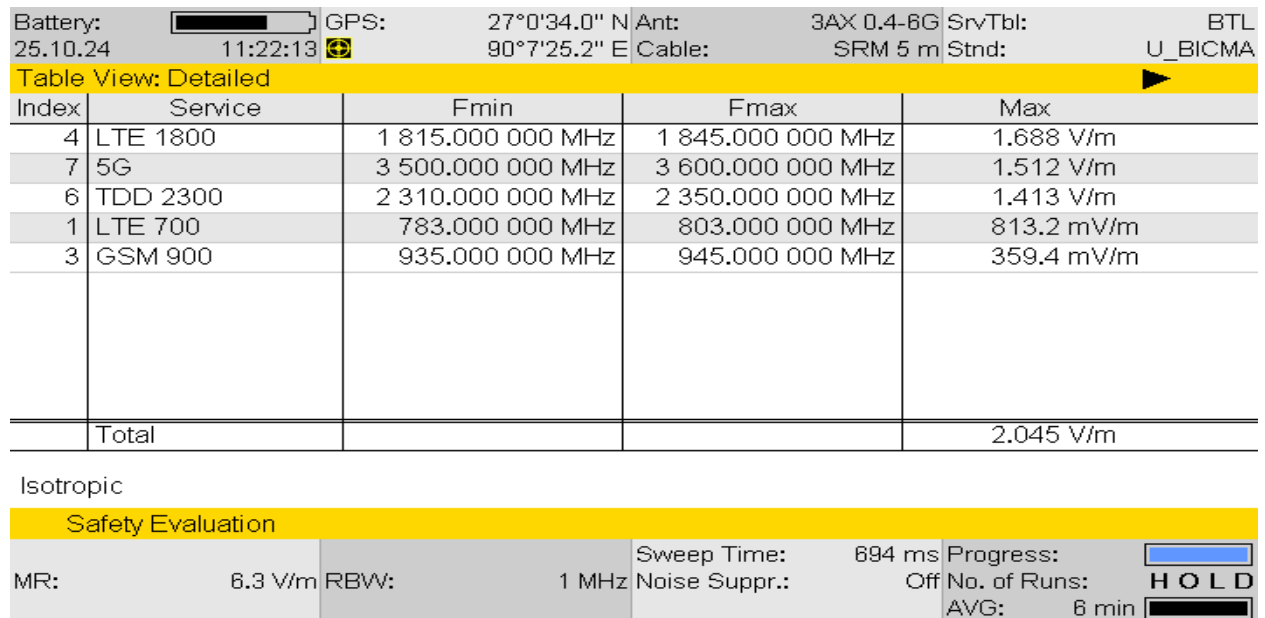 Battery: GPS: 27°0'34.0" N Ant: 3AX 0.4-6G SrvTbl: BTL
25.10.24 11:22:13 90°7'25.2" E Cable: SRM 5 m Stnd: U_BICMA
Table View: Detailed
Index Service Fmin Fmax Max
4 LTE 1800 1 815.000 000 MHz 1 845.000 000 MHz 1.688 V/m
7 5G 3 500.000 000 MHz 3 600.000 000 MHz 1.512 V/m
6 TDD 2300 2 310.000 000 MHz 2 350.000 000 MHz 1.413 V/m
1 LTE 700 783.000 000 MHz 803.000 000 MHz 813.2 mV/m
3 GSM 900 935.000 000 MHz 945.000 000 MHz 359.4 mV/m
Total 2.045 V/m
Isotropic
Safety Evaluation
Sweep Time: 694 ms Progress:
MR: 6.3 V/m RBW: 1 MHz Noise Suppr.: Off No. of Runs: HOLD
AVG: 6 min